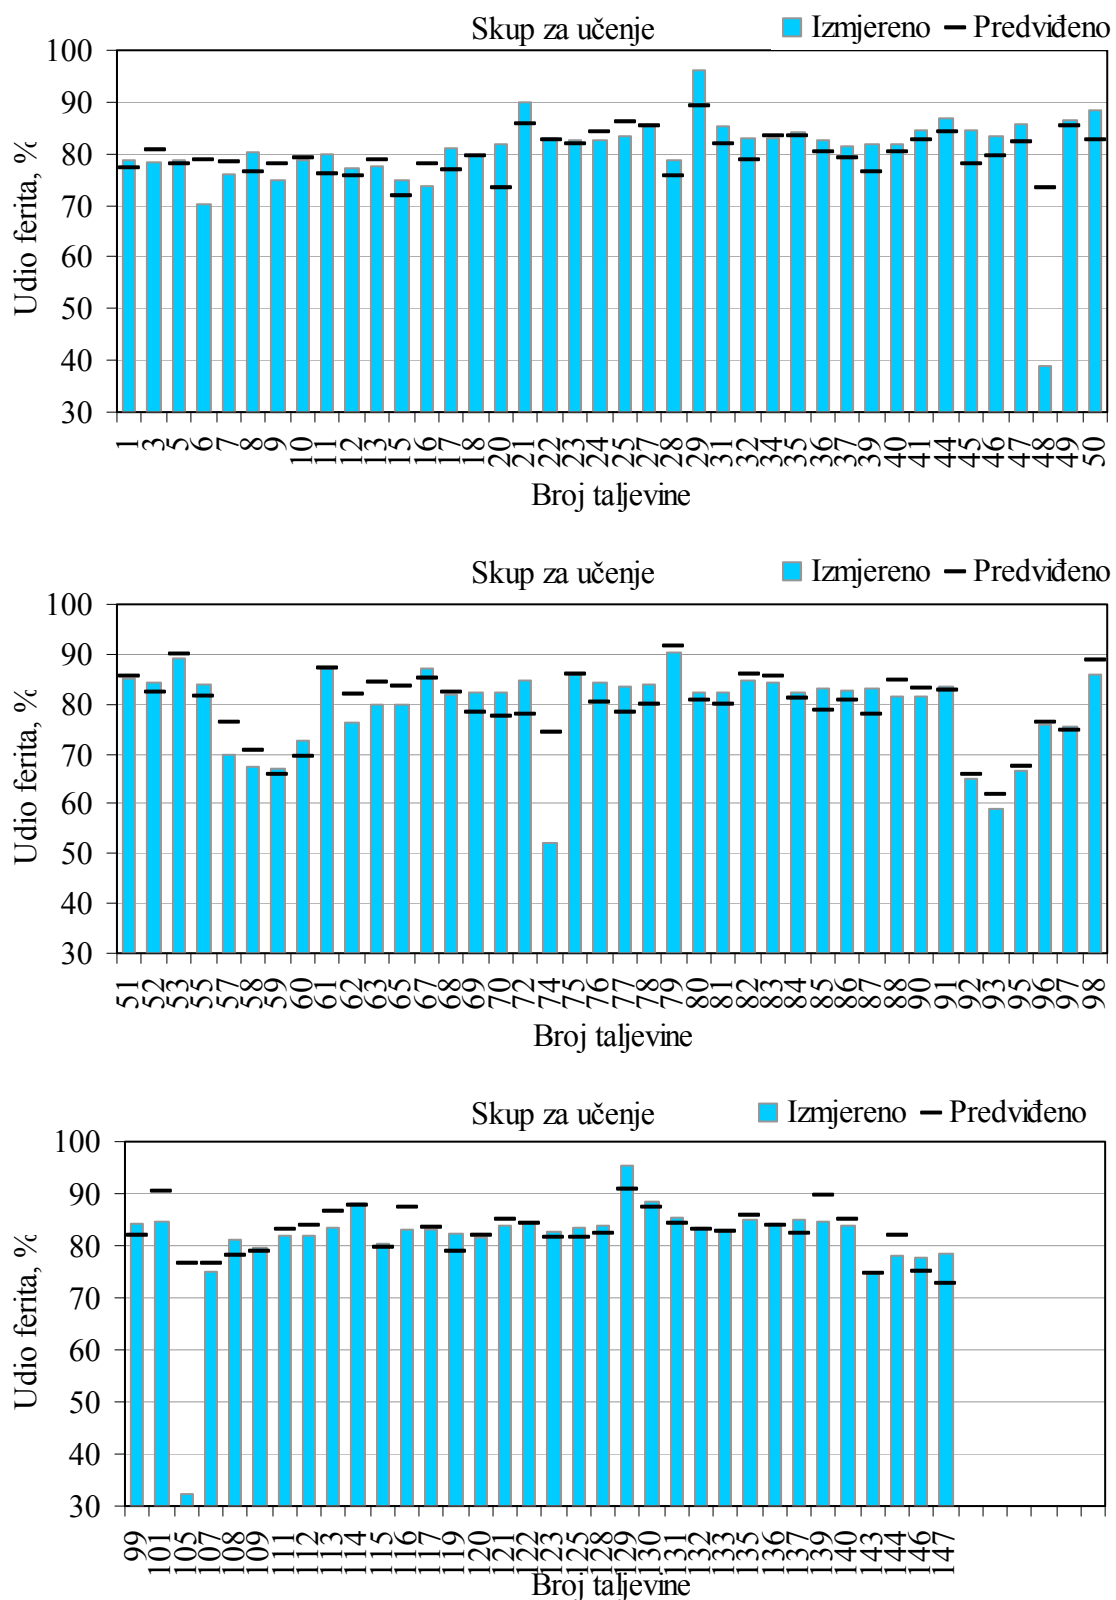 Skup za učenje Izmjereno Predviđeno
100
90
80
70
60
50
40
30
Udio ferita, %
1 3 5 6 7 8 9 10 11 12 13 15 16 17 18 20 21 22 23 24 25 27 28 29 31 32 34 35 36 37 39 40 41 44 45 46 47 48 49 50
Broj taljevine
Skup za učenje Izmjereno Predviđeno
100
90
80
70
60
50
40
30
Udio ferita, %
51 52 53 55 57 58 59 60 61 62 63 65 67 68 69 70 72 74 75 76 77 78 79 80 81 82 83 84 85 86 87 88 90 91 92 93 95 96 97 98
Broj taljevine
Skup za učenje Izmjereno Predviđeno
100
90
80
70
60
50
40
30
Udio ferita, %
99 101 105 107 108 109 111 112 113 114 115 116 117 119 120 121 122 123 125 128 129 130 131 132 133 135 136 137 139 140 143 144 146 147
Broj taljevine